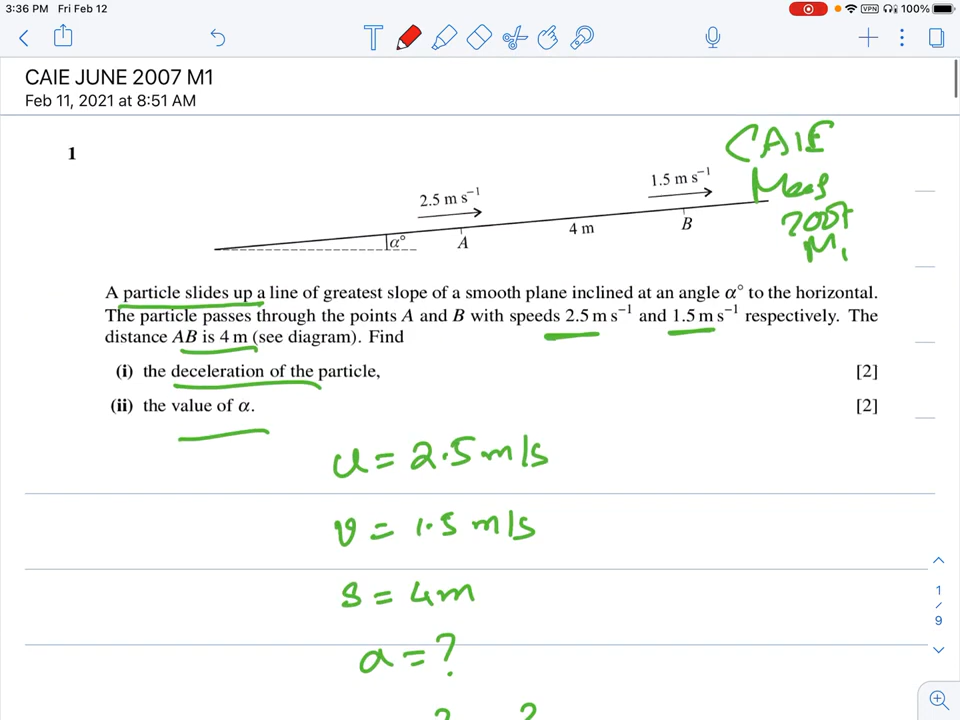 3:36 PM Fri Feb 12
VPN 100%
T
CAIE JUNE 2007 M1
Feb 11, 2021 at 8:51 AM
CAIE
2007
M1
1
2.5 m s⁻¹
1.5 m s⁻¹
α°
A
4 m
B
A particle slides up a line of greatest slope of a smooth plane inclined at an angle α° to the horizontal.
The particle passes through the points A and B with speeds 2.5 m s⁻¹ and 1.5 m s⁻¹ respectively. The
distance AB is 4 m (see diagram). Find
(i) the deceleration of the particle, [2]
(ii) the value of α. [2]
u = 2.5 m/s
v = 1.5 m/s
s = 4m
a = ?
1
/
9